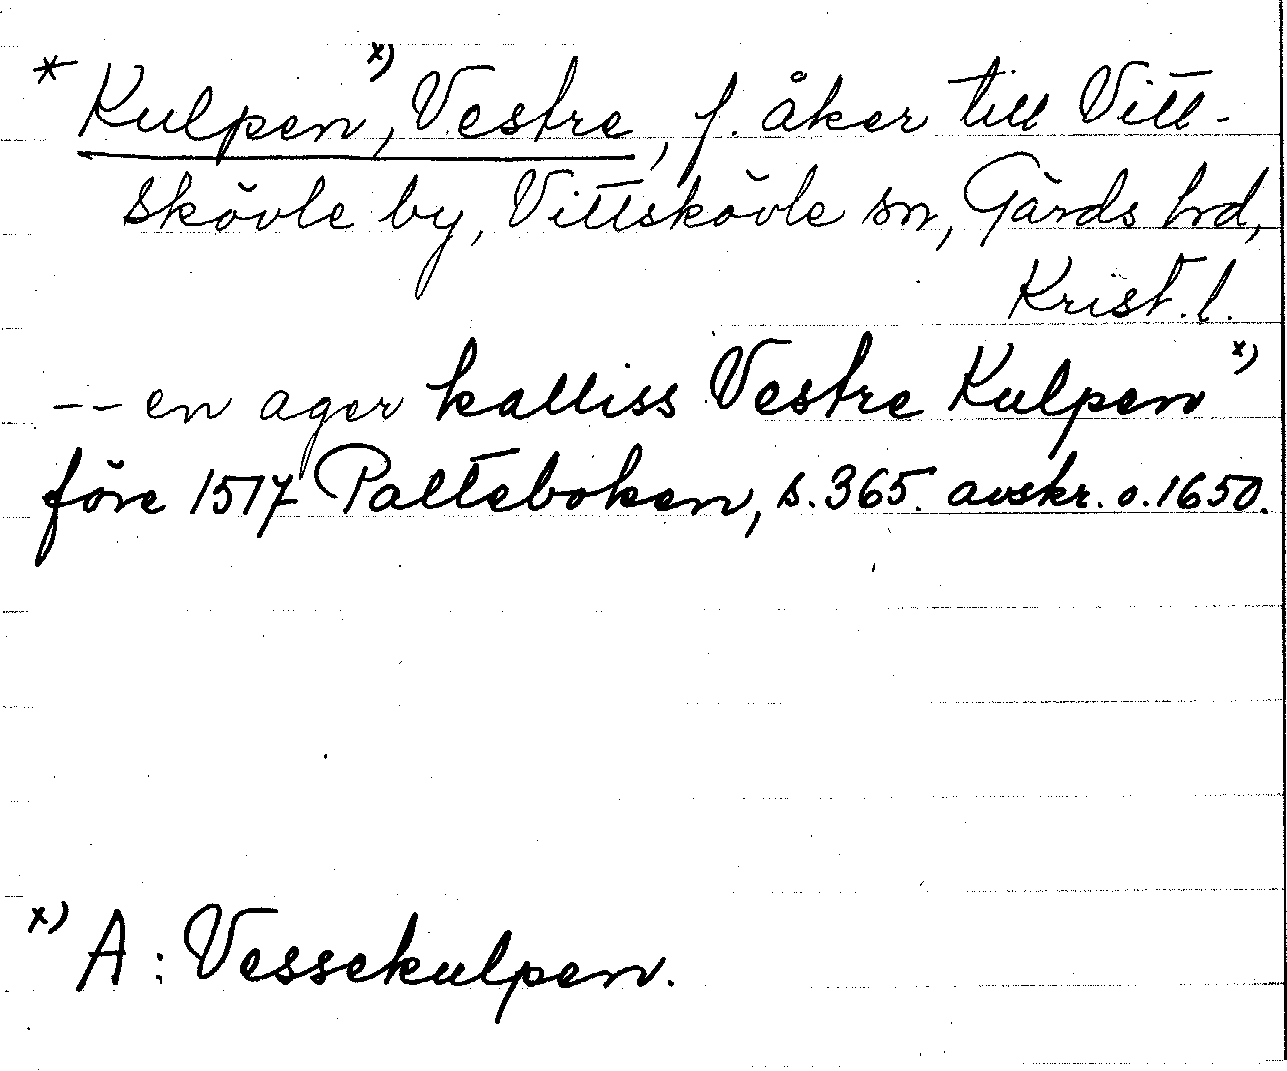 * Kulpen x), Vestre, f. åker till Vitt-
skövle by, Vittskövle sn, Gärds hd,
Krist. l.
-- en ager kalliss Vestre Kulpen x)
före 1517 Palteboken, s. 365. avskr. o. 1650.
x) A: Vessekulpen.